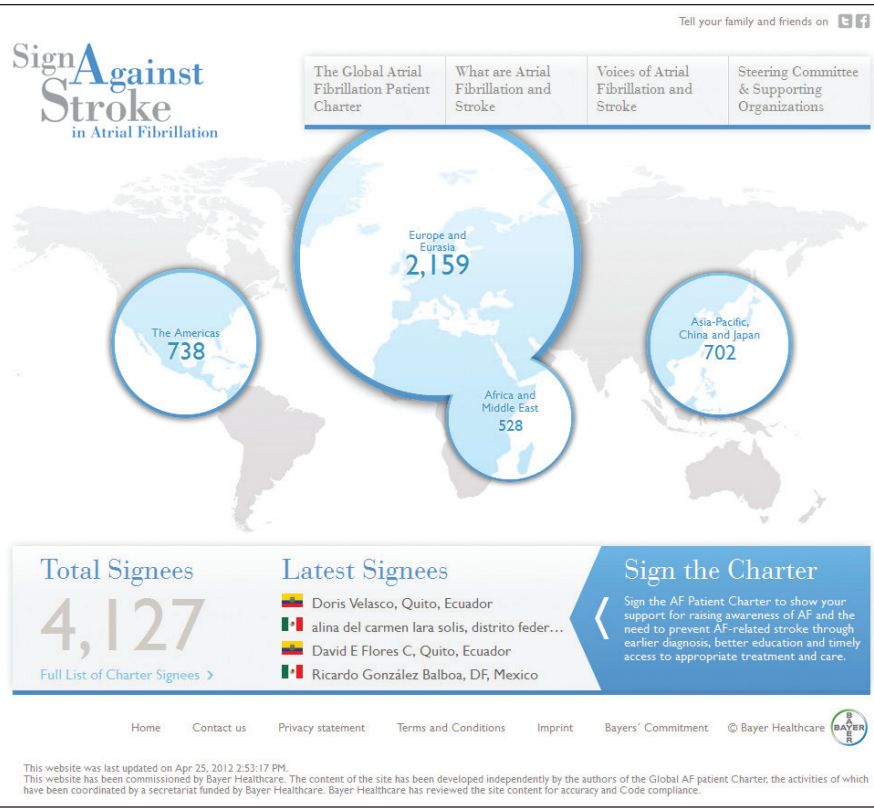 Tell your family and friends on
Sign Against
Stroke
in Atrial Fibrillation
The Global Atrial
Fibrillation Patient
Charter
What are Atrial
Fibrillation and
Stroke
Voices of Atrial
Fibrillation and
Stroke
Steering Committee
& Supporting
Organizations
Europe and
Eurasia
2,159
The Americas
738
Asia-Pacific,
China and Japan
702
Africa and
Middle East
528
Total Signees
4,127
Full List of Charter Signees >
Latest Signees
Doris Velasco, Quito, Ecuador
alina del carmen lara solis, distrito feder...
David E Flores C, Quito, Ecuador
Ricardo González Balboa, DF, Mexico
Sign the Charter
Sign the AF Patient Charter to show your
support for raising awareness of AF and the
need to prevent AF-related stroke through
earlier diagnosis, better education and timely
access to appropriate treatment and care.
Home Contact us Privacy statement Terms and Conditions Imprint Bayers´ Commitment © Bayer Healthcare
BAYER
BAYER
This website was last updated on Apr 25, 2012 2:53:17 PM.
This website has been commissioned by Bayer Healthcare. The content of the site has been developed independently by the authors of the Global AF patient Charter, the activities of which
have been coordinated by a secretariat funded by Bayer Healthcare. Bayer Healthcare has reviewed the site content for accuracy and Code compliance.